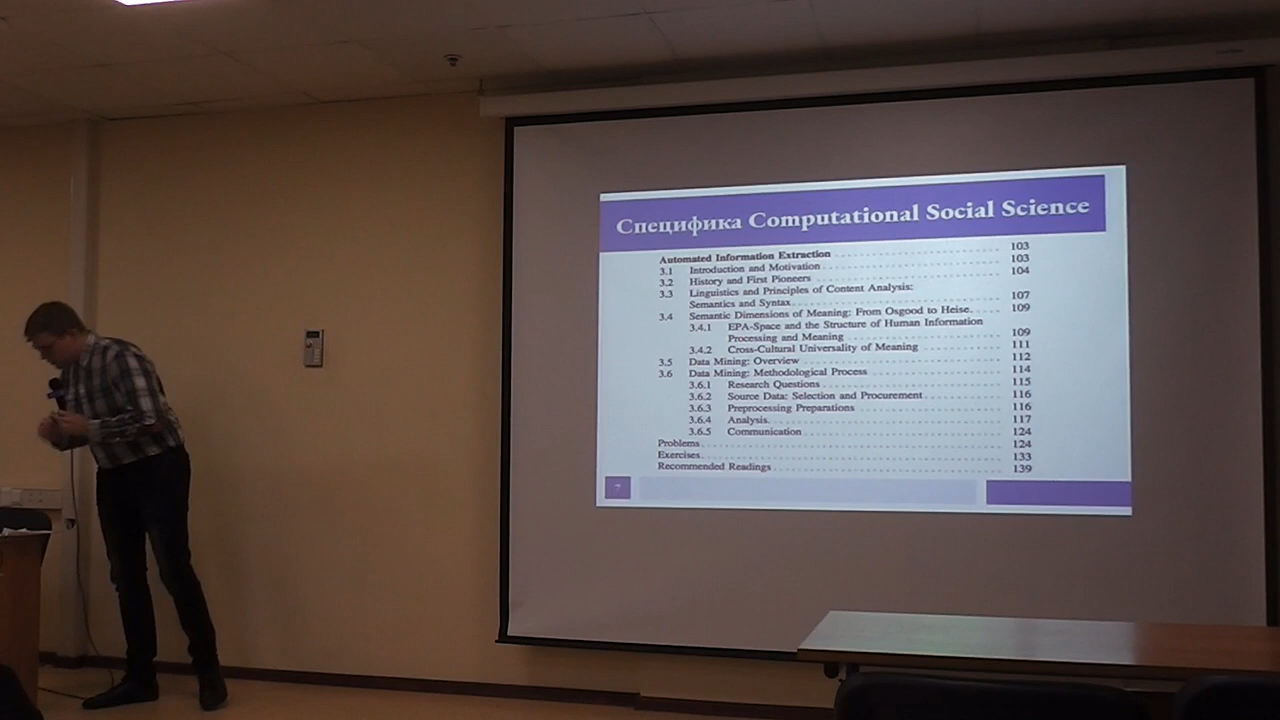 Специфика Computational Social Science
Automated Information Extraction 103
3.1 Introduction and Motivation 103
3.2 History and First Pioneers 104
3.3 Linguistics and Principles of Content Analysis:
Semantics and Syntax 107
3.4 Semantic Dimensions of Meaning: From Osgood to Heise. 109
3.4.1 EPA-Space and the Structure of Human Information
Processing and Meaning 109
3.4.2 Cross-Cultural Universality of Meaning 111
3.5 Data Mining: Overview 112
3.6 Data Mining: Methodological Process 114
3.6.1 Research Questions 115
3.6.2 Source Data: Selection and Procurement 116
3.6.3 Preprocessing Preparations 116
3.6.4 Analysis. 117
3.6.5 Communication 124
Problems 124
Exercises 133
Recommended Readings 139
7